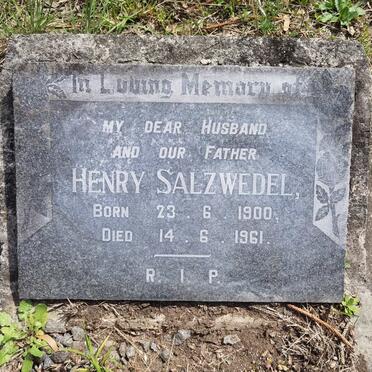 In Loving Memory of
MY DEAR HUSBAND
AND OUR FATHER
HENRY SALZWEDEL,
BORN 23. 6. 1900.
DIED 14. 6. 1961.
R. I. P.